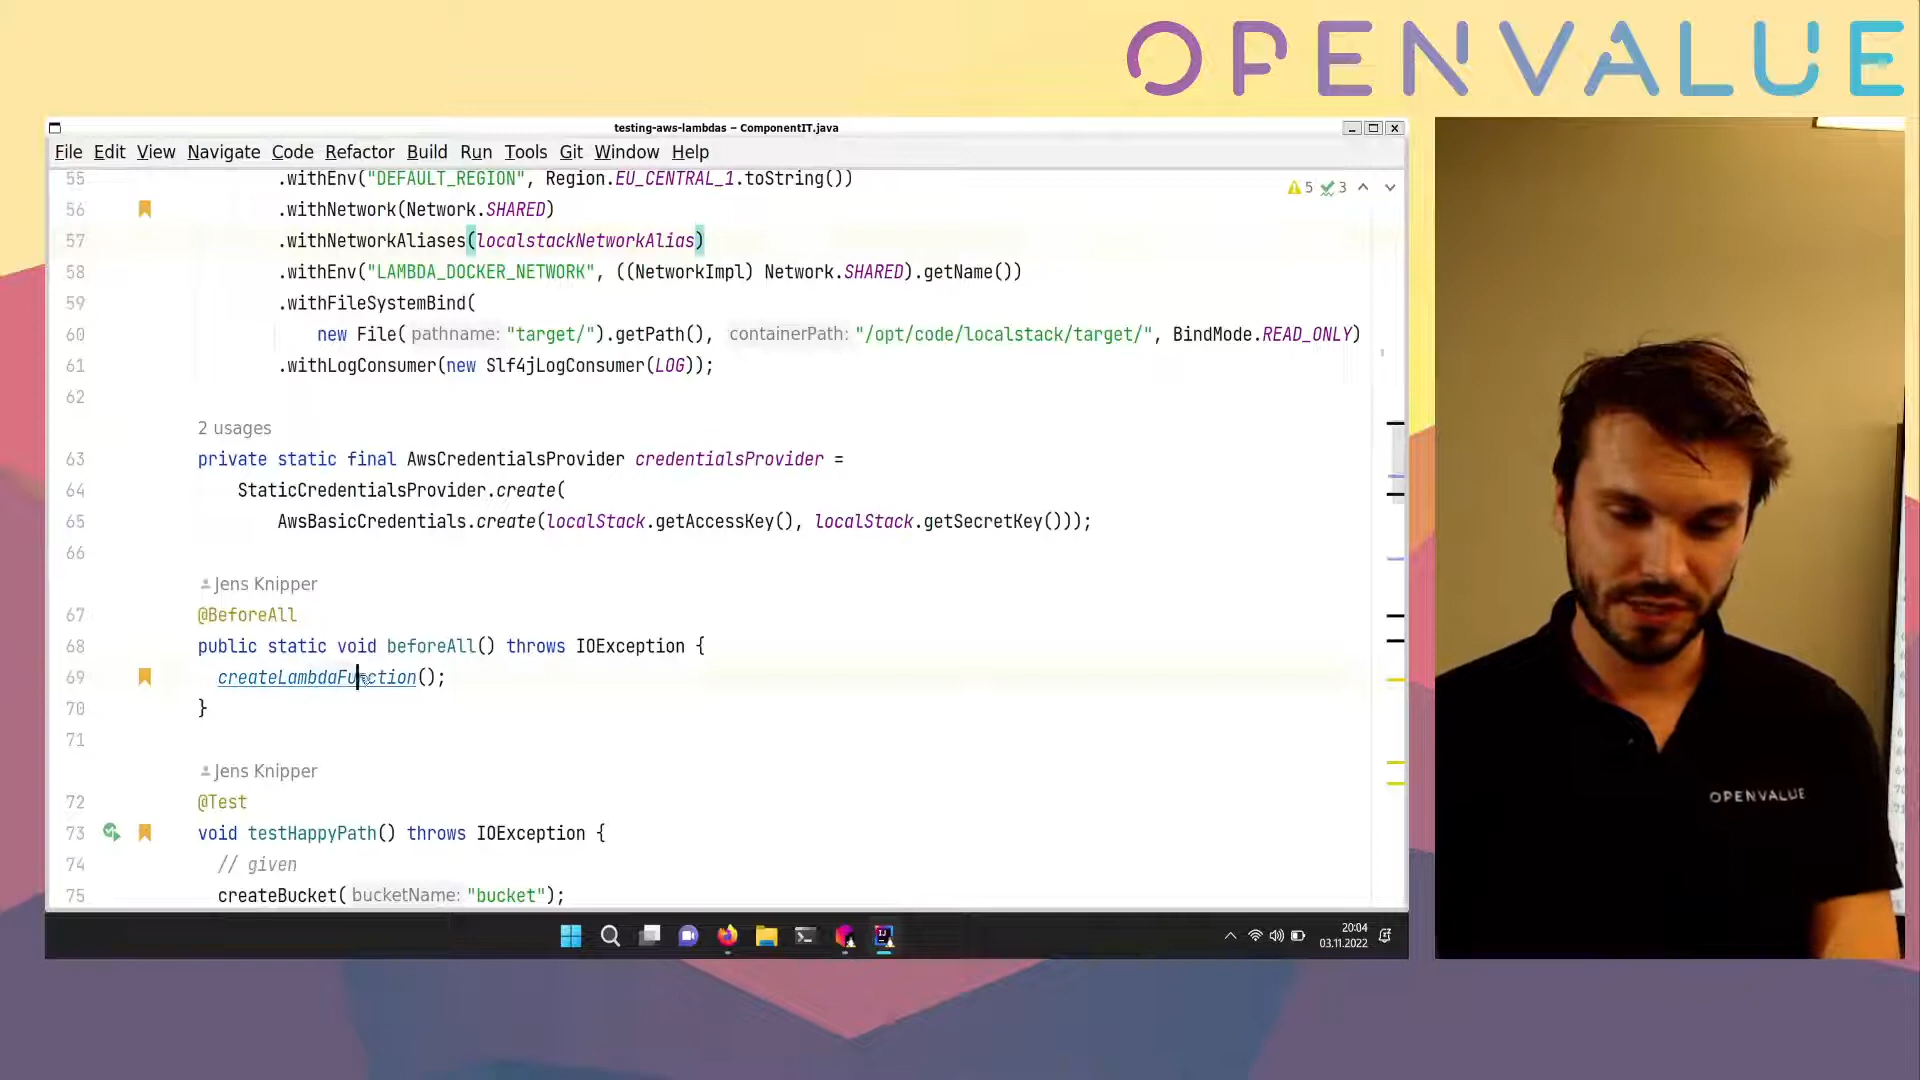 OPENVALUE
testing-aws-lambdas – ComponentIT.java
File Edit View Navigate Code Refactor Build Run Tools Git Window Help
55 .withEnv("DEFAULT_REGION", Region.EU_CENTRAL_1.toString())
5 3
56 .withNetwork(Network.SHARED)
57 .withNetworkAliases(localstackNetworkAlias)
58 .withEnv("LAMBDA_DOCKER_NETWORK", ((NetworkImpl) Network.SHARED).getName())
59 .withFileSystemBind(
60 new File( pathname: "target/").getPath(), containerPath: "/opt/code/localstack/target/", BindMode.READ_ONLY)
61 .withLogConsumer(new Slf4jLogConsumer(LOG));
62
2 usages
63 private static final AwsCredentialsProvider credentialsProvider =
64 StaticCredentialsProvider.create(
65 AwsBasicCredentials.create(localStack.getAccessKey(), localStack.getSecretKey()));
66
Jens Knipper
67 @BeforeAll
68 public static void beforeAll() throws IOException {
69 createLambdaFunction();
70 }
71
Jens Knipper
72 @Test
73 void testHappyPath() throws IOException {
74 // given
75 createBucket( bucketName: "bucket");
20:04
03.11.2022
OPENVALUE